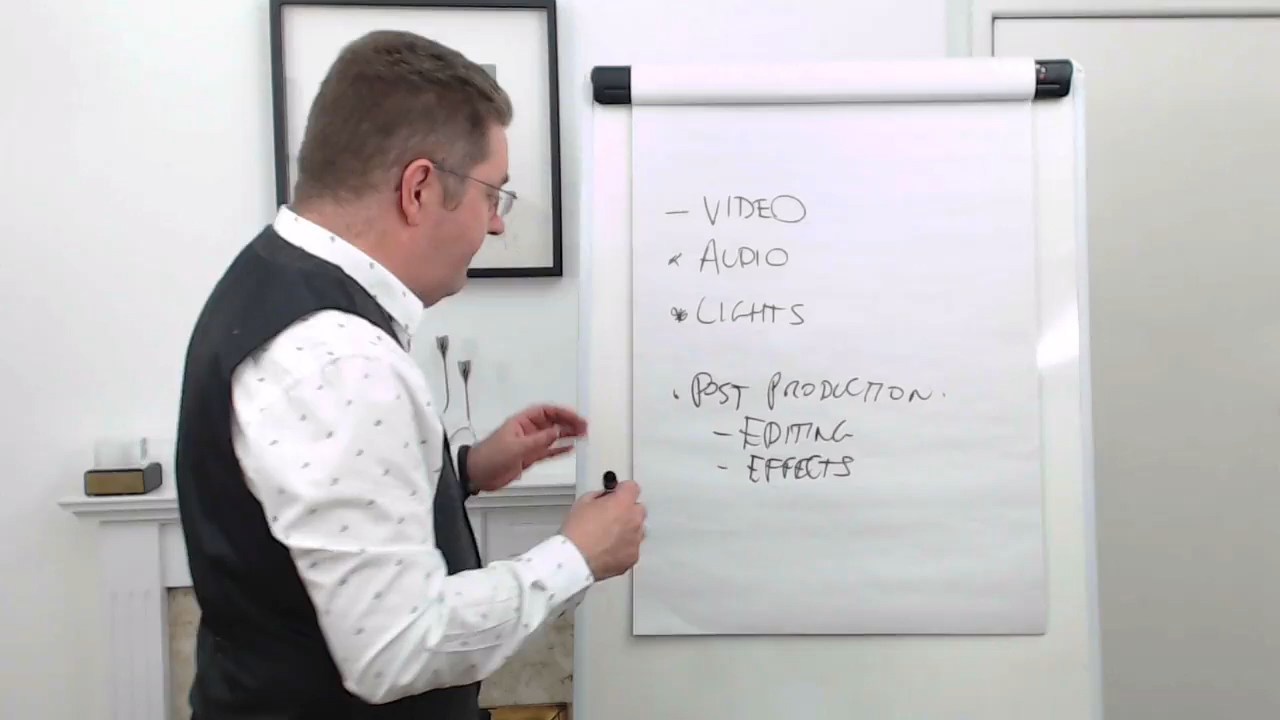 - VIDEO
* AUDIO
* LIGHTS
. POST PRODUCTION.
- EDITING
- EFFECTS